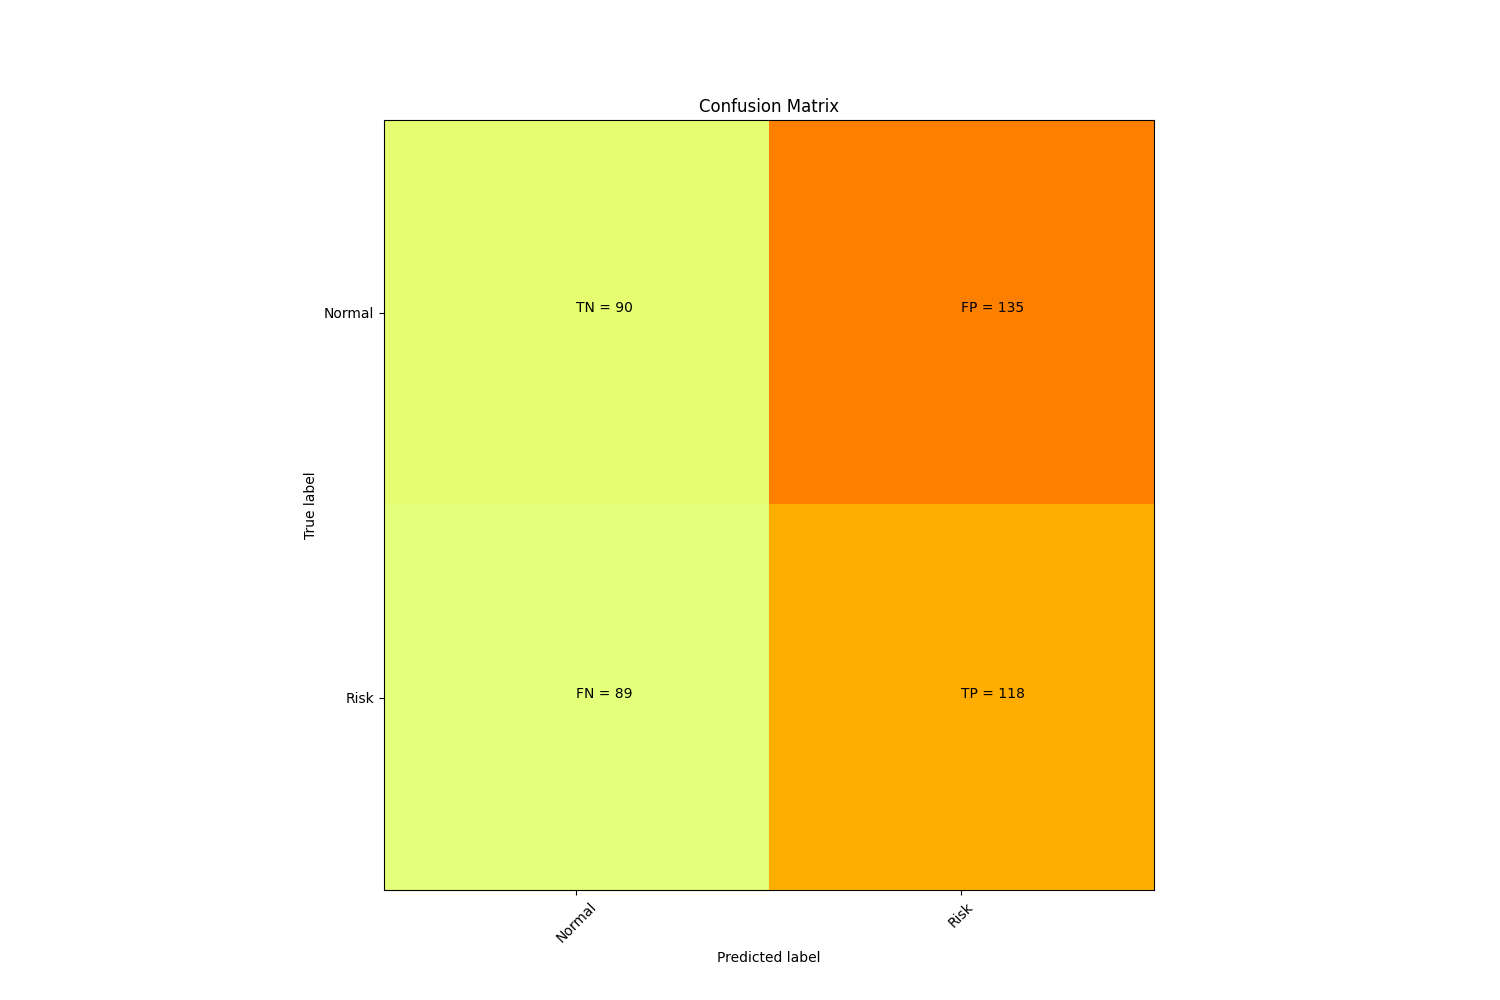 Confusion Matrix
TN = 90
FP = 135
Normal
True label
FN = 89
TP = 118
Risk
Normal
Risk
Predicted label